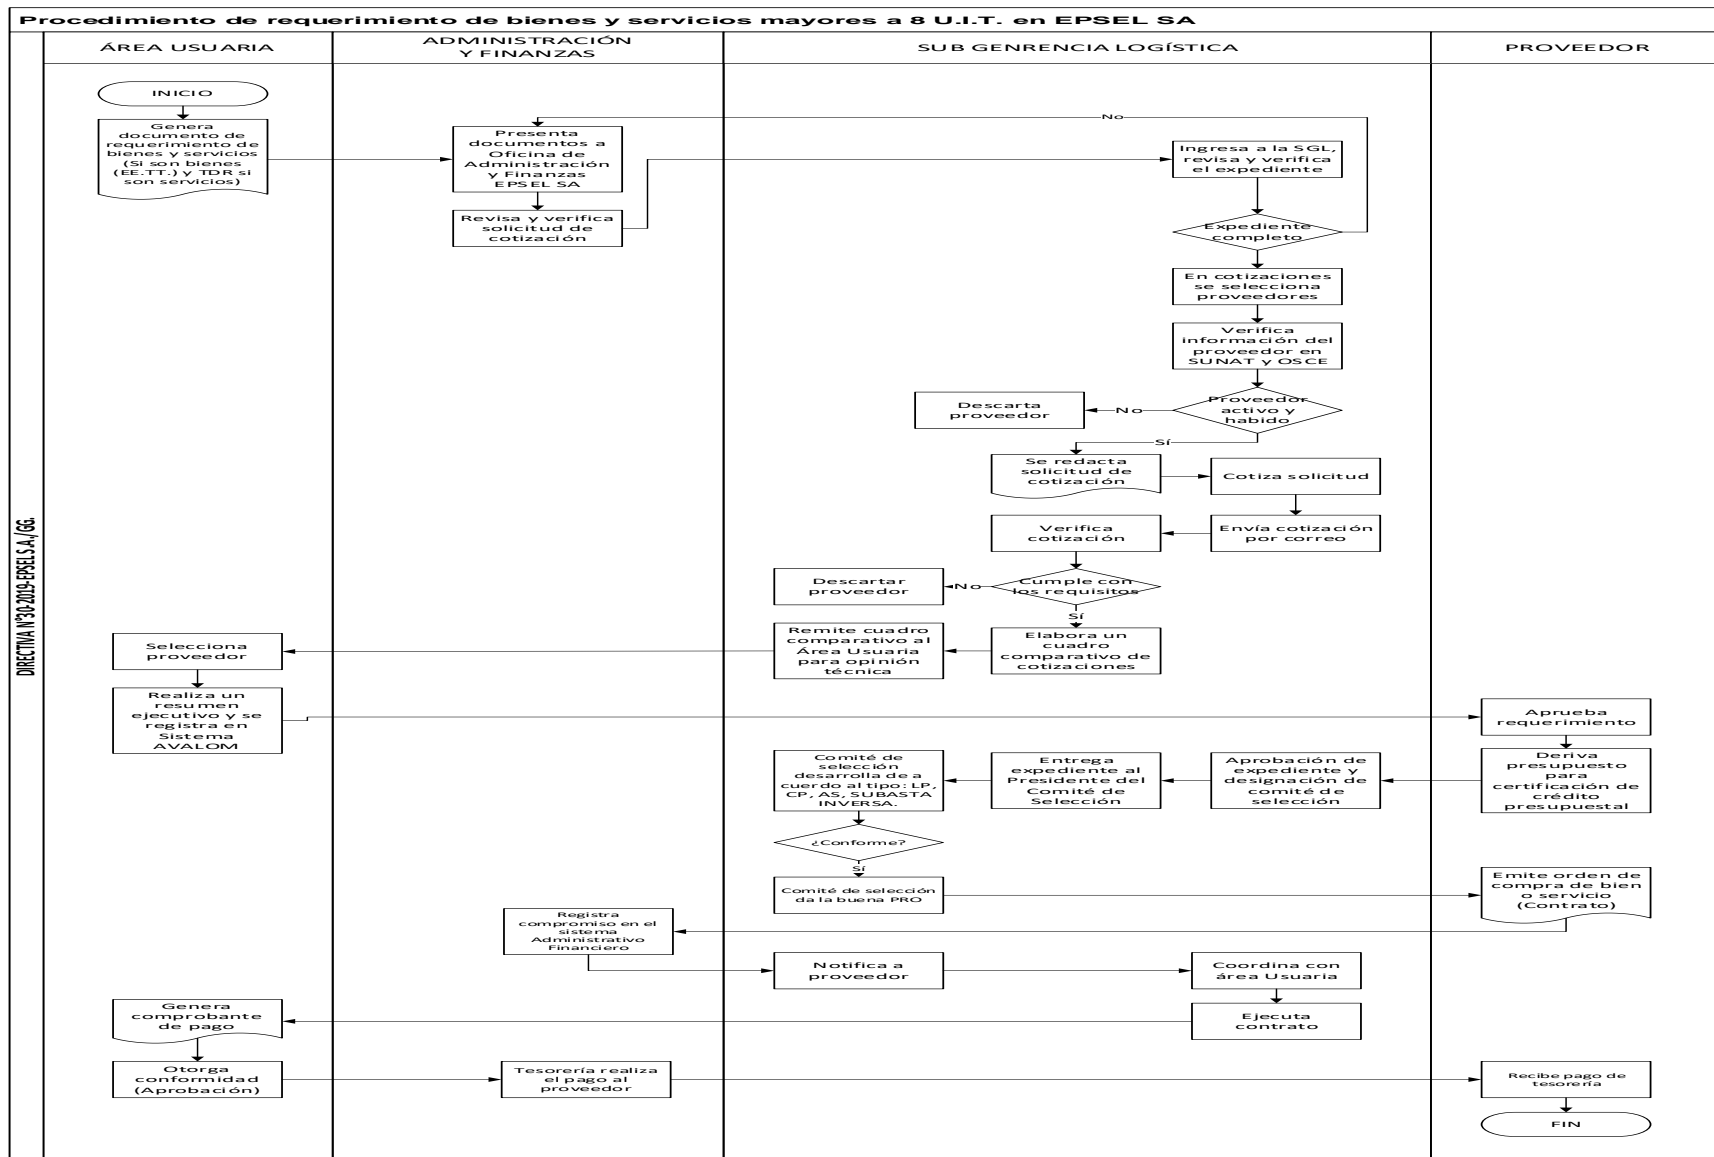 Procedimiento de requerimiento de bienes y servicios mayores a 8 U.I.T. en EPSEL SA
DIRECTIVA N°30-2019-EPSEL S.A./GG.
ÁREA USUARIA
ADMINISTRACIÓN
Y FINANZAS
SUB GENRENCIA LOGÍSTICA
PROVEEDOR
INICIO
Genera
documento de
requerimiento de
bienes y servicios
(Si son bienes
(EE.TT.) y TDR si
son servicios)
Presenta
documentos a
Oficina de
Administración
y Finanzas
EPSEL SA
Revisa y verifica
solicitud de
cotización
No
Ingresa a la SGL,
revisa y verifica
el expediente
Expediente
completo
En cotizaciones
se selecciona
proveedores
Verifica
información del
proveedor en
SUNAT y OSCE
Proveedor
activo y
habido
No
Descarta
proveedor
Sí
Se redacta
solicitud de
cotización
Cotiza solicitud
Envía cotización
por correo
Verifica
cotización
Cumple con
los requisitos
No
Descartar
proveedor
Sí
Elabora un
cuadro
comparativo de
cotizaciones
Remite cuadro
comparativo al
Área Usuaria
para opinión
técnica
Selecciona
proveedor
Realiza un
resumen
ejecutivo y se
registra en
Sistema
AVALOM
Aprueba
requerimiento
Deriva
presupuesto
para
certificación de
crédito
presupuestal
Aprobación de
expediente y
designación de
comité de
selección
Entrega
expediente al
Presidente del
Comité de
Selección
Comité de
selección
desarrolla de a
cuerdo al tipo: LP,
CP, AS, SUBASTA
INVERSA.
¿Conforme?
Sí
Comité de selección
da la buena PRO
Emite orden de
compra de bien
o servicio
(Contrato)
Registra
compromiso en el
sistema
Administrativo
Financiero
Notifica a
proveedor
Coordina con
área Usuaria
Ejecuta
contrato
Genera
comprobante
de pago
Otorga
conformidad
(Aprobación)
Tesorería realiza
el pago al
proveedor
Recibe pago de
tesorería
FIN